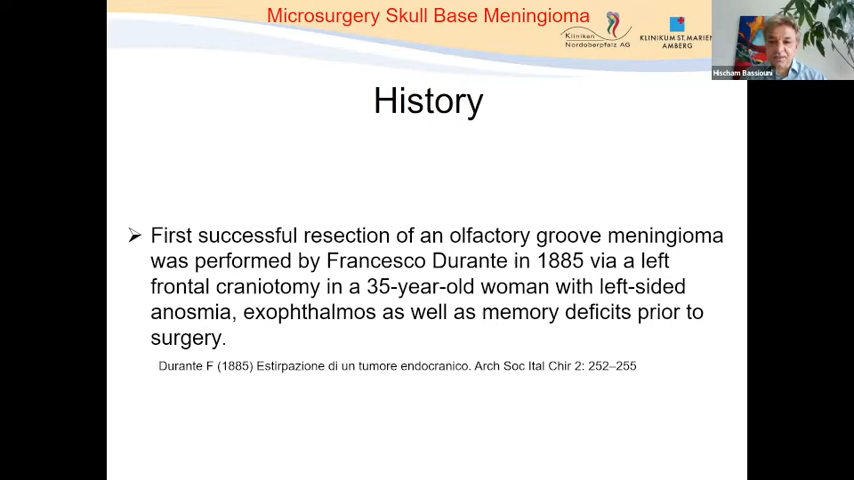 Microsurgery Skull Base Meningioma
Kliniken
Nordoberpfalz AG
KLINIKUM ST. MARIEN
AMBERG
Hischam Bassiouni
History
➢ First successful resection of an olfactory groove meningioma
was performed by Francesco Durante in 1885 via a left
frontal craniotomy in a 35-year-old woman with left-sided
anosmia, exophthalmos as well as memory deficits prior to
surgery.
Durante F (1885) Estirpazione di un tumore endocranico. Arch Soc Ital Chir 2: 252–255